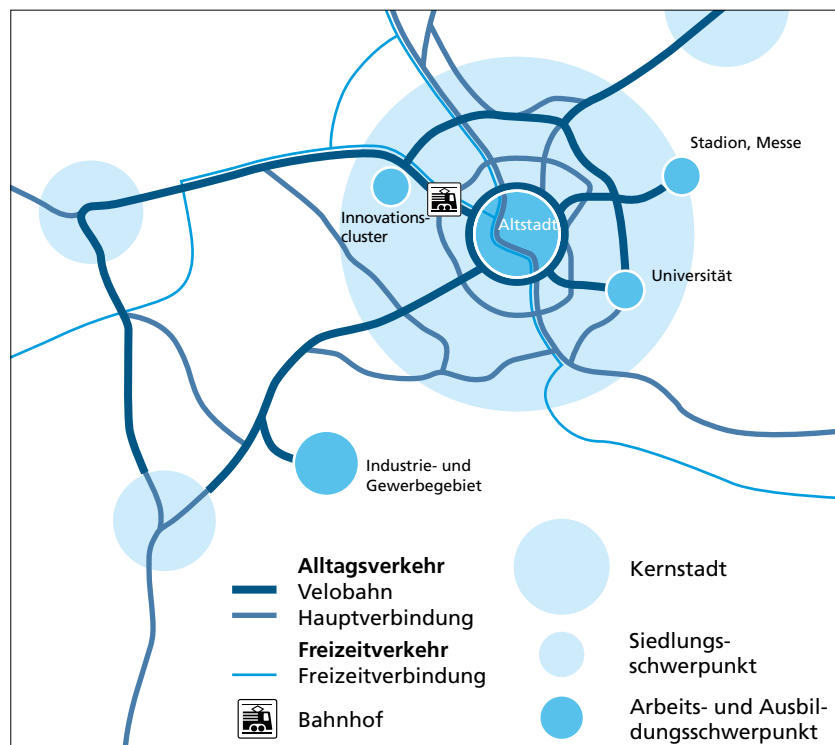 Stadion, Messe
Innovations-
cluster
Altstadt
Universität
Industrie- und
Gewerbegebiet
Alltagsverkehr
Velobahn
Hauptverbindung
Freizeitverkehr
Freizeitverbindung
Bahnhof
Kernstadt
Siedlungs-
schwerpunkt
Arbeits- und Ausbil-
dungsschwerpunkt